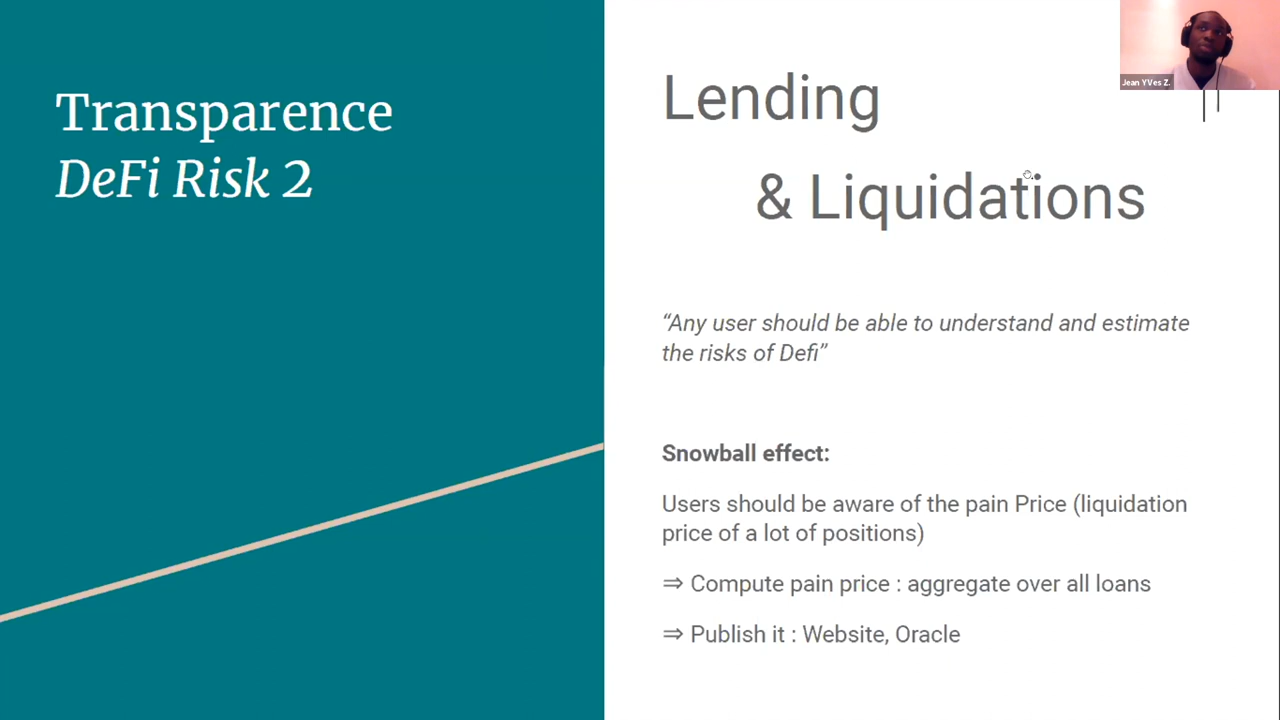 Transparence
DeFi Risk 2
Lending
& Liquidations
“Any user should be able to understand and estimate
the risks of Defi”
Snowball effect:
Users should be aware of the pain Price (liquidation
price of a lot of positions)
⇒ Compute pain price : aggregate over all loans
⇒ Publish it : Website, Oracle
Jean YVes Z.